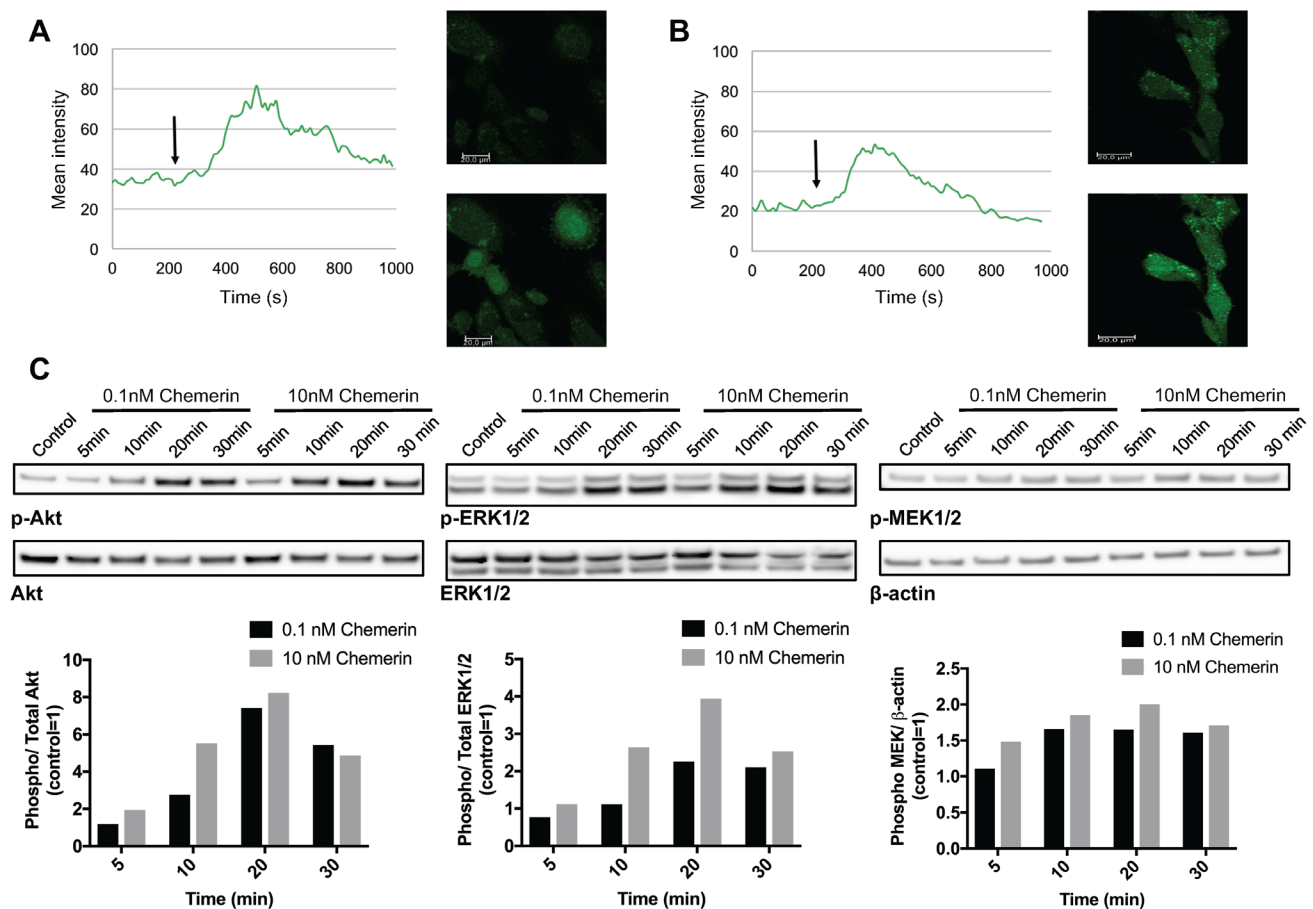 A
Mean intensity
100
80
60
40
20
0
0 200 400 600 800 1000
Time (s)
20.0 µm
20.0 µm
B
Mean intensity
100
80
60
40
20
0
0 200 400 600 800 1000
Time (s)
20.0 µm
20.0 µm
C
0.1nM Chemerin 10nM Chemerin
Control 5min 10min 20min 30min 5min 10min 20min 30 min
p-Akt
Akt
0.1nM Chemerin 10nM Chemerin
Control 5min 10min 20min 30min 5min 10min 20min 30 min
p-ERK1/2
ERK1/2
0.1nM Chemerin 10nM Chemerin
Control 5min 10min 20min 30min 5min 10min 20min 30 min
p-MEK1/2
β-actin
0.1 nM Chemerin
10 nM Chemerin
Phospho/ Total Akt
(control=1)
10
8
6
4
2
0
5 10 20 30
Time (min)
0.1 nM Chemerin
10 nM Chemerin
Phospho/ Total ERK1/2
(control=1)
5
4
3
2
1
0
5 10 20 30
Time (min)
0.1 nM Chemerin
10 nM Chemerin
Phospho MEK/ β-actin
(control=1)
2.5
2.0
1.5
1.0
0.5
0.0
5 10 20 30
Time (min)